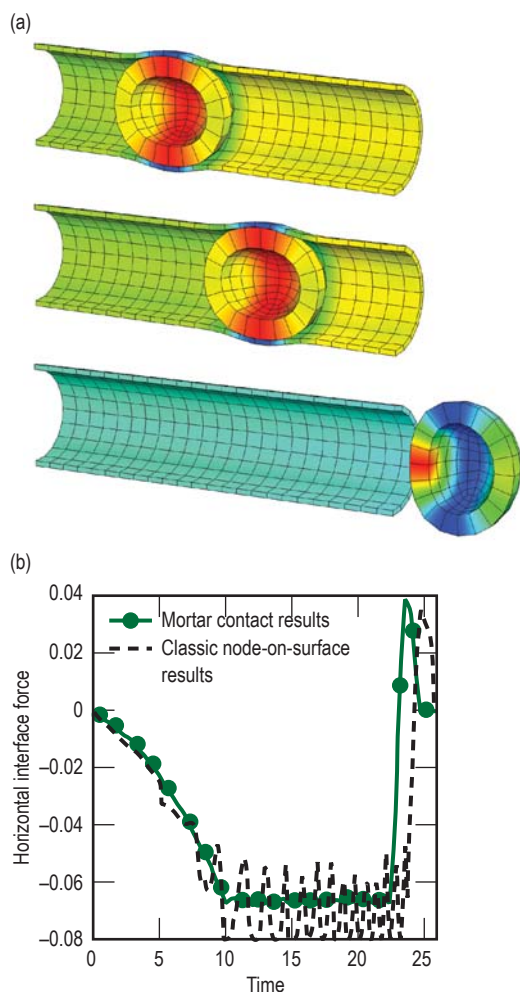 (a)
(b)
0.04
0
–0.02
–0.04
–0.06
–0.08
Horizontal interface force
Mortar contact results
Classic node-on-surface
results
0.02
0 5 10 15 20 25
Time